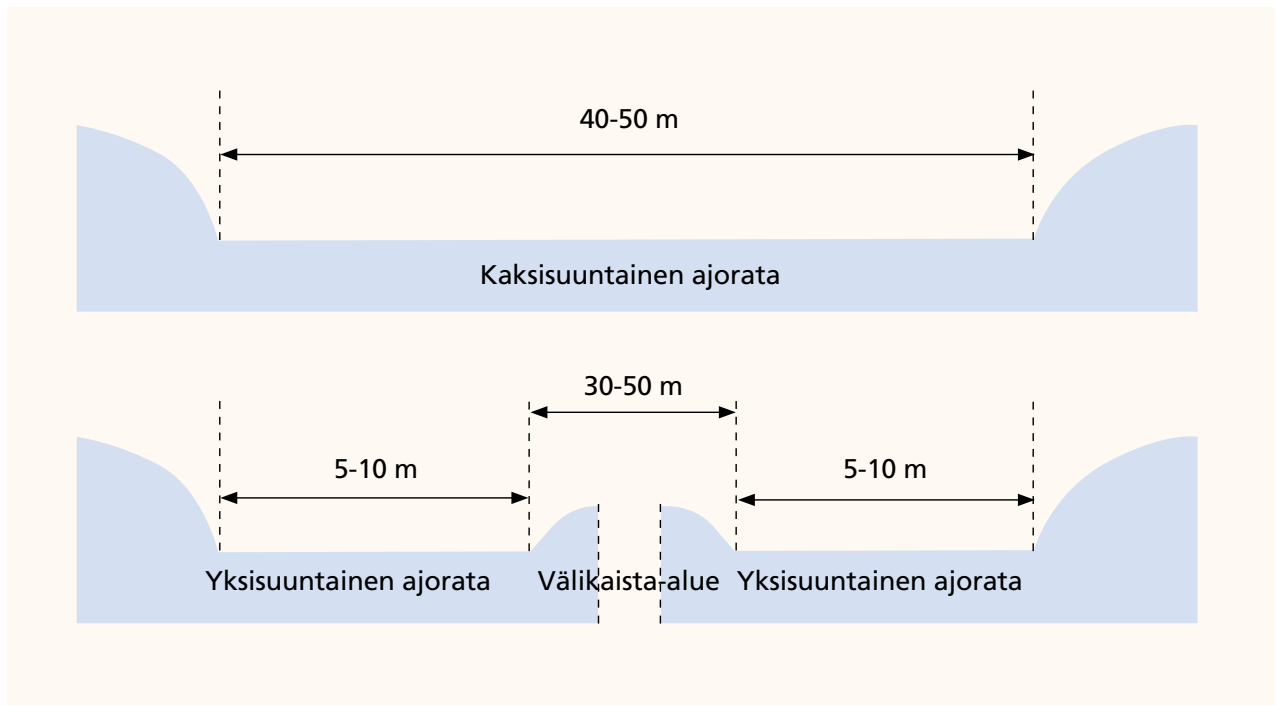 40-50 m
Kaksisuuntainen ajorata
30-50 m
5-10 m
5-10 m
Yksisuuntainen ajorata
Välikaista-alue
Yksisuuntainen ajorata